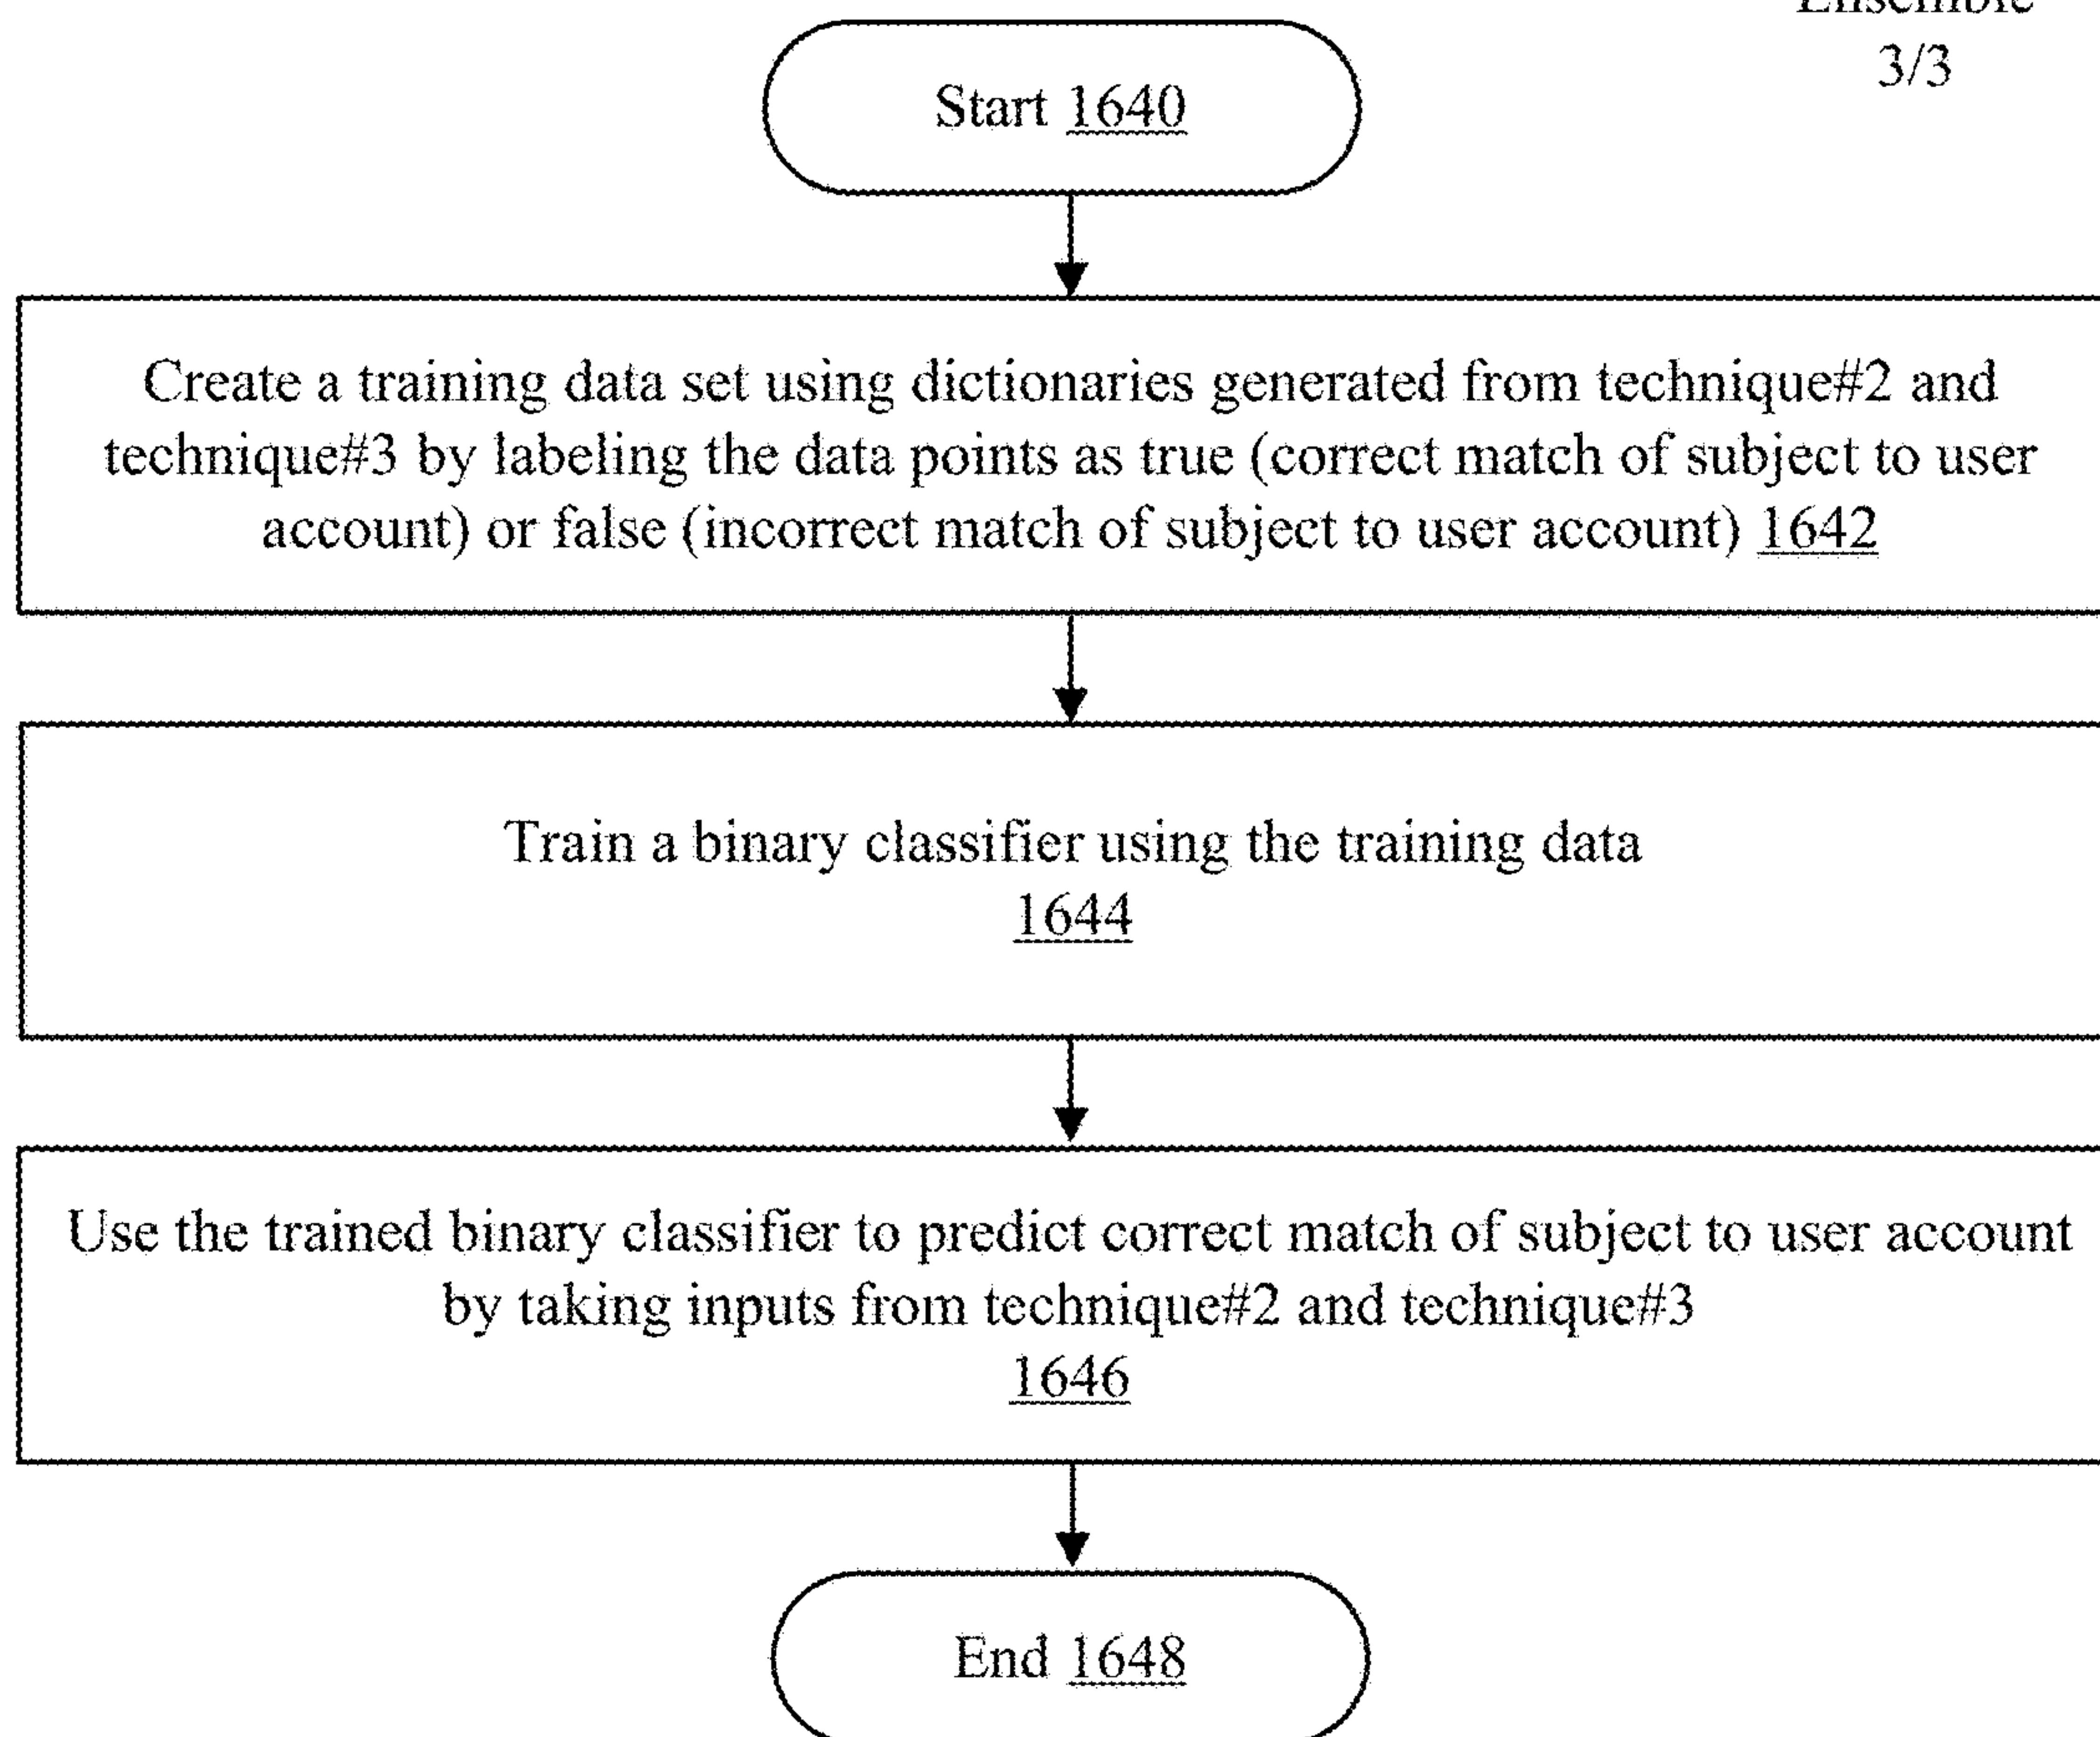 Ensemble
3/3
Start 1640
Create a training data set using dictionaries generated from technique#2 and
technique#3 by labeling the data points as true (correct match of subject to user
account) or false (incorrect match of subject to user account) 1642
Train a binary classifier using the training data
1644
Use the trained binary classifier to predict correct match of subject to user account
by taking inputs from technique#2 and technique#3
1646
End 1648